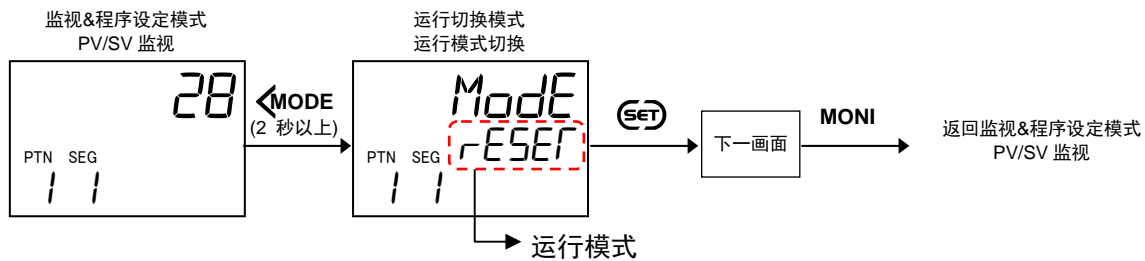 监视&程序设定模式
PV/SV 监视
28
PTN SEG
1 1
<MODE
(2 秒以上)
运行切换模式
运行模式切换
ModE
rESET
PTN SEG
1 1
运行模式
SET
下一画面
MONI
返回监视&程序设定模式
PV/SV 监视